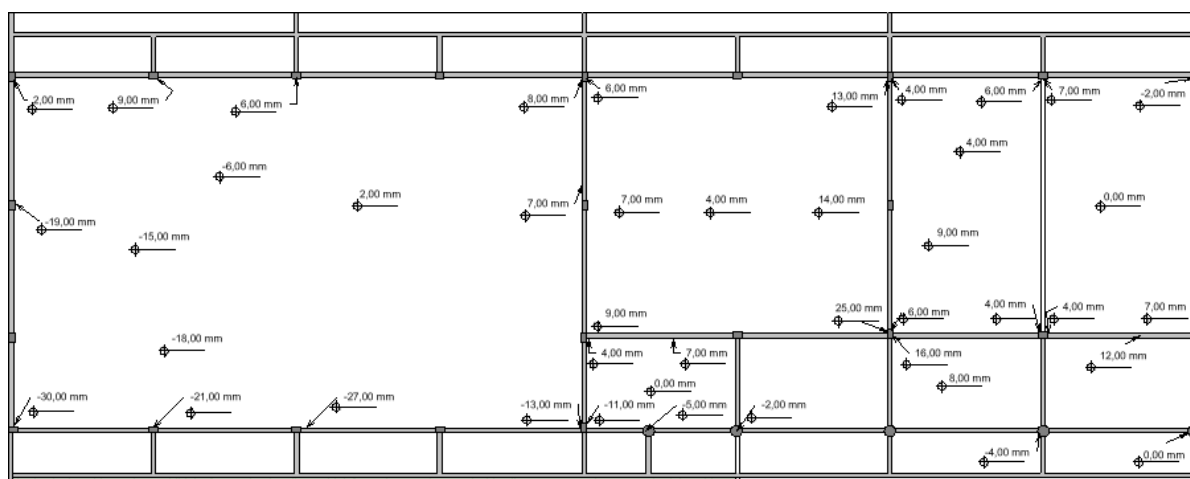 6,00 mm
2,00 mm
9,00 mm
6,00 mm
8,00 mm
13,00 mm
4,00 mm
6,00 mm
7,00 mm
-2,00 mm
4,00 mm
-6,00 mm
2,00 mm
7,00 mm
7,00 mm
4,00 mm
14,00 mm
0,00 mm
-19,00 mm
-15,00 mm
9,00 mm
9,00 mm
25,00 mm
6,00 mm
4,00 mm
4,00 mm
7,00 mm
-18,00 mm
4,00 mm
7,00 mm
16,00 mm
12,00 mm
0,00 mm
8,00 mm
-30,00 mm
-21,00 mm
-27,00 mm
-13,00 mm
-11,00 mm
-5,00 mm
-2,00 mm
-4,00 mm
0,00 mm